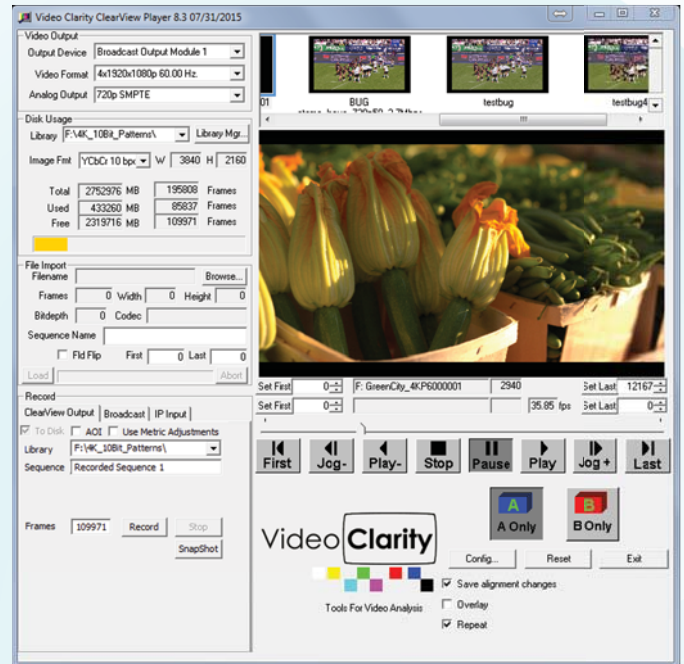 Video Clarity ClearView Player 8.3 07/31/2015
Video Output
Output Device Broadcast Output Module 1
Video Format 4x1920x1080p 60.00 Hz.
Analog Output 720p SMPTE
Disk Usage
Library F:\4K_10Bit_Patterns\ Library Mgr...
Image Fmt YCbCr 10 bpc W 3840 H 2160
Total 2752976 MB 195808 Frames
Used 433260 MB 85837 Frames
Free 2319716 MB 109971 Frames
File Import
Filename Browse...
Frames 0 Width 0 Height 0
Bitdepth 0 Codec
Sequence Name
Fld Flip First 0 Last 0
Load Abort
Record
ClearView Output Broadcast IP Input
To Disk AOI Use Metric Adjustments
Library F:\4K_10Bit_Patterns\
Sequence Recorded Sequence 1
Frames 109971 Record Stop
SnapShot
01 BUG testbug testbug4
Set First 0 F: GreenCity_4KP6000001 2940 Set Last 12167
Set First 0 35.85 fps Set Last 0
First Jog- Play- Stop Pause Play Jog + Last
A B
A Only B Only
Video Clarity
Tools For Video Analysis
Config... Reset Exit
Save alignment changes
Overlay
Repeat